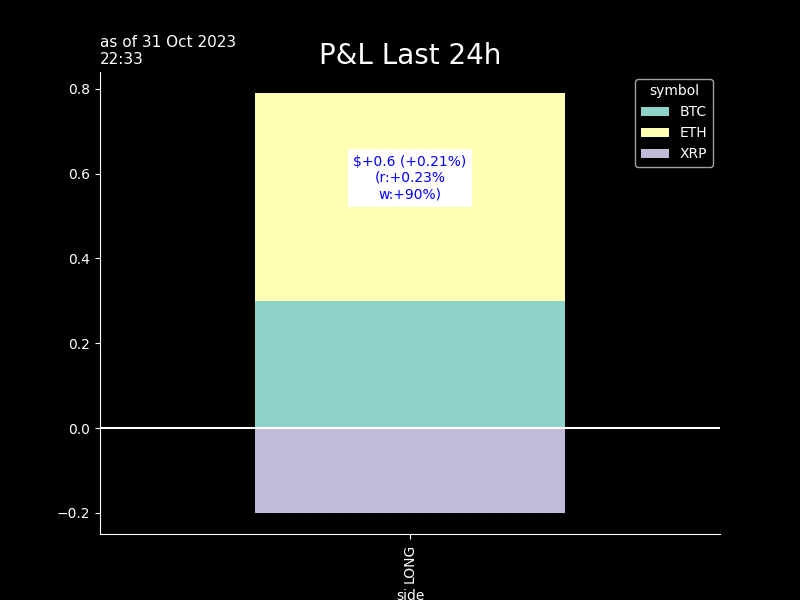 as of 31 Oct 2023
22:33
P&L Last 24h
symbol
BTC
ETH
XRP
0.8
0.6
0.4
0.2
0.0
−0.2
$+0.6 (+0.21%)
(r:+0.23%
w:+90%)
LONG
side